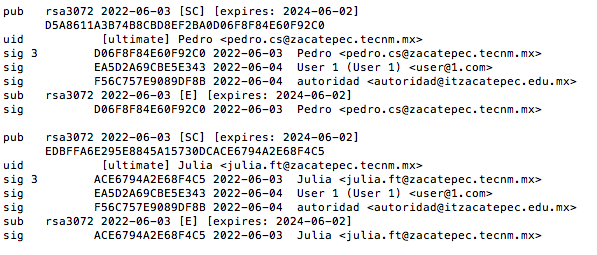 pub   rsa3072 2022-06-03 [SC] [expires: 2024-06-02]
      D5A8611A3B74B8CBD8EF2BA0D06F8F84E60F92C0
uid           [ultimate] Pedro <pedro.cs@zacatepec.tecnm.mx>
sig 3        D06F8F84E60F92C0 2022-06-03  Pedro <pedro.cs@zacatepec.tecnm.mx>
sig          EA5D2A69CBE5E343 2022-06-04  User 1 (User 1) <user@1.com>
sig          F56C757E9089DF8B 2022-06-04  autoridad <autoridad@itzacatepec.edu.mx>
sub   rsa3072 2022-06-03 [E] [expires: 2024-06-02]
sig          D06F8F84E60F92C0 2022-06-03  Pedro <pedro.cs@zacatepec.tecnm.mx>

pub   rsa3072 2022-06-03 [SC] [expires: 2024-06-02]
      EDBFFA6E295E8845A15730DCACE6794A2E68F4C5
uid           [ultimate] Julia <julia.ft@zacatepec.tecnm.mx>
sig 3        ACE6794A2E68F4C5 2022-06-03  Julia <julia.ft@zacatepec.tecnm.mx>
sig          EA5D2A69CBE5E343 2022-06-04  User 1 (User 1) <user@1.com>
sig          F56C757E9089DF8B 2022-06-04  autoridad <autoridad@itzacatepec.edu.mx>
sub   rsa3072 2022-06-03 [E] [expires: 2024-06-02]
sig          ACE6794A2E68F4C5 2022-06-03  Julia <julia.ft@zacatepec.tecnm.mx>